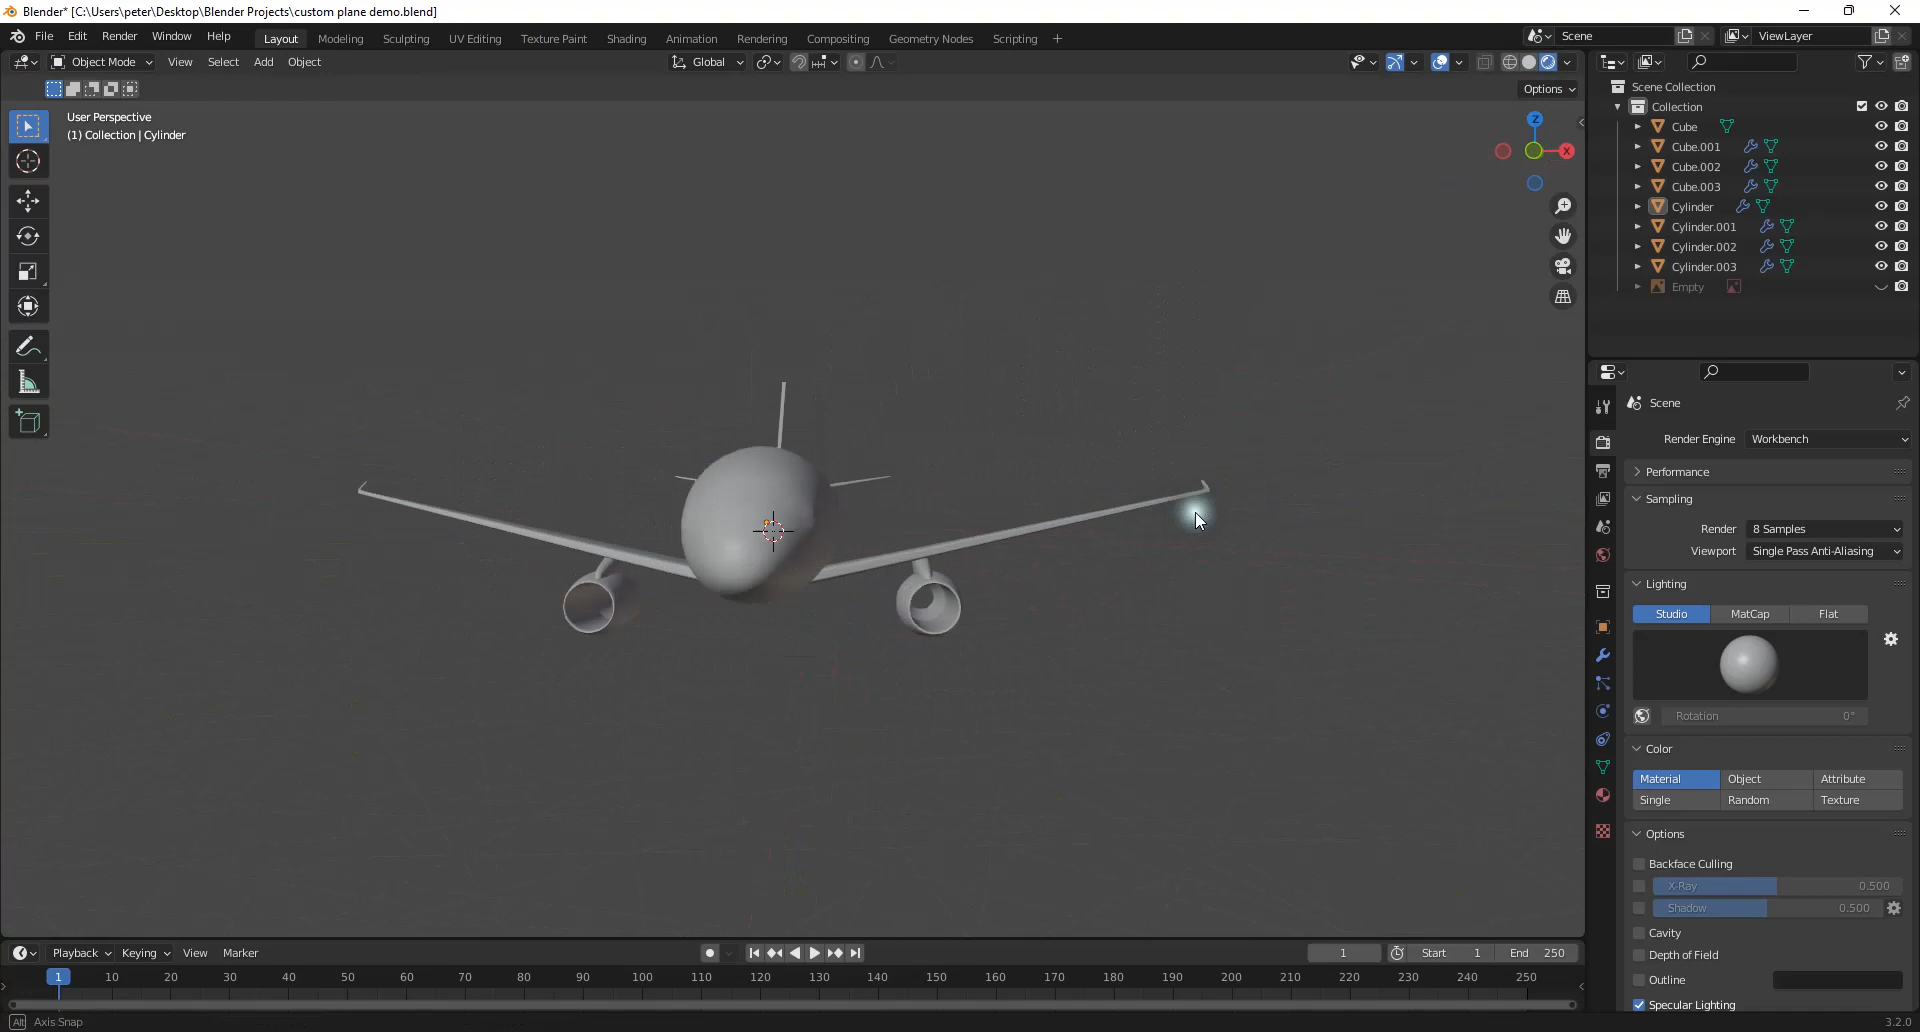 Blender* [C:\Users\peter\Desktop\Blender Projects\custom plane demo.blend]
File Edit Render Window Help
Layout Modeling Sculpting UV Editing Texture Paint Shading Animation Rendering Compositing Geometry Nodes Scripting
Scene
ViewLayer
Object Mode View Select Add Object
Global
Options
User Perspective
(1) Collection | Cylinder
Z
X
Scene Collection
Collection
Cube
Cube.001
Cube.002
Cube.003
Cylinder
Cylinder.001
Cylinder.002
Cylinder.003
Empty
Scene
Render Engine Workbench
Performance
Sampling
Render 8 Samples
Viewport Single Pass Anti-Aliasing
Lighting
Studio MatCap Flat
Rotation 0°
Color
Material Object Attribute
Single Random Texture
Options
Backface Culling
X-Ray 0.500
Shadow 0.500
Cavity
Depth of Field
Outline
Specular Lighting
Playback Keying View Marker
1 Start 1 End 250
1 10 20 30 40 50 60 70 80 90 100 110 120 130 140 150 160 170 180 190 200 210 220 230 240 250
Alt Axis Snap
3.2.0